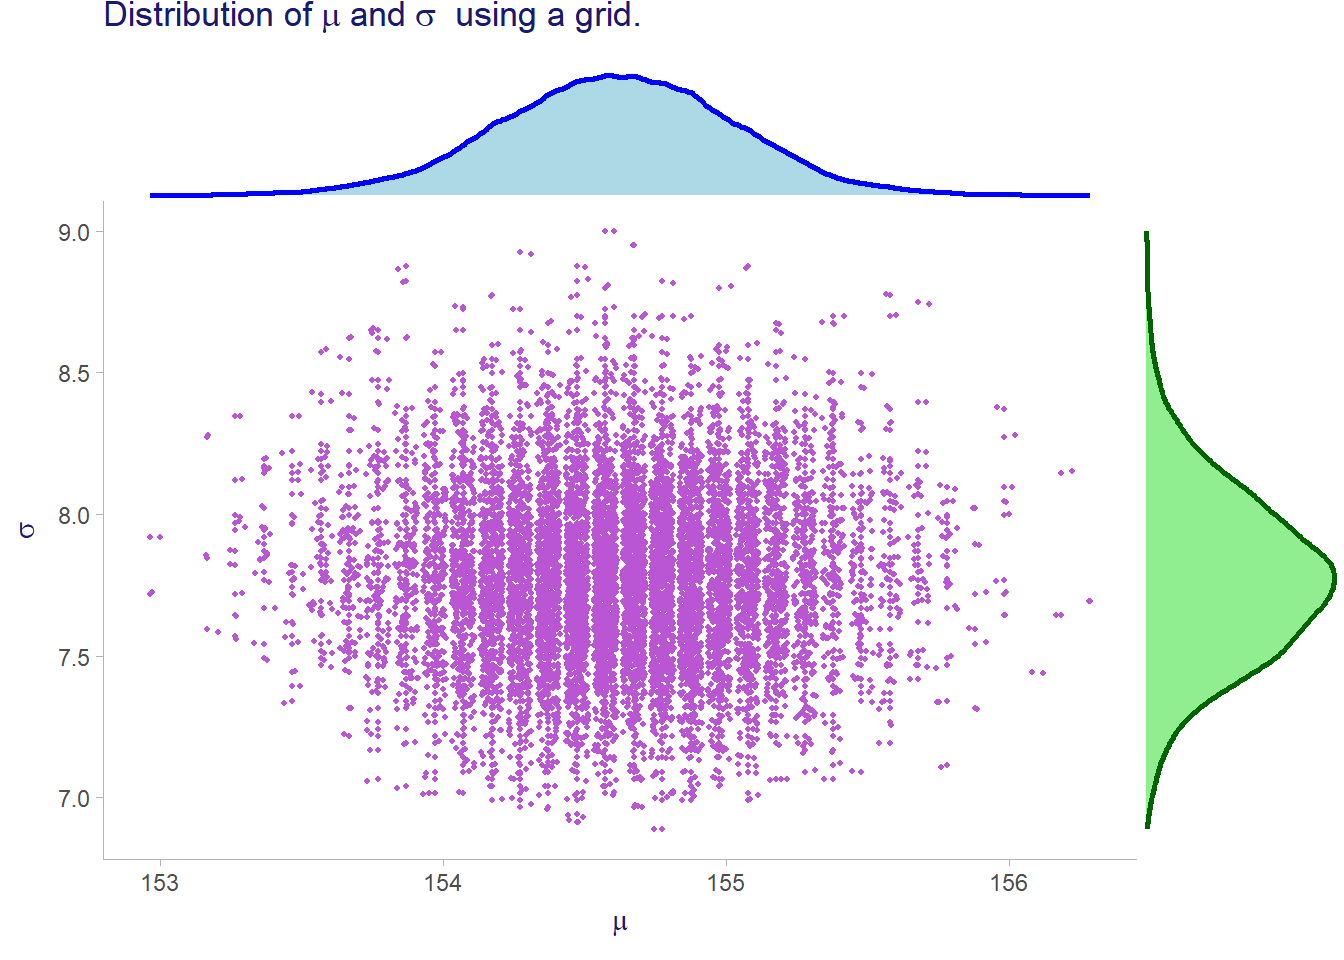 Distribution of μ and σ  using a grid.
9.0
8.5
8.0
7.5
7.0
σ
153 154 155 156
μ